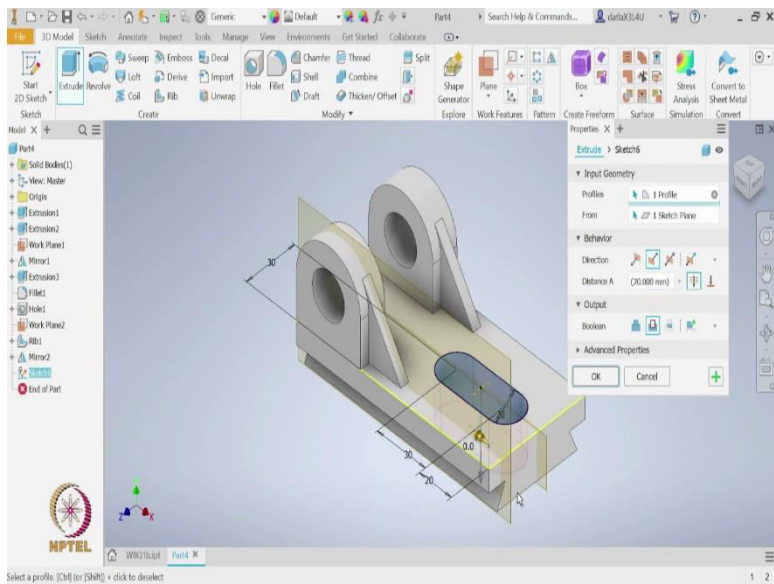 Generic Default Part4 Search Help & Commands...
File 3D Model Sketch Annotate Inspect Tools Manage View Environments Get Started Collaborate
Start 2D Sketch
Extrude Revolve
Sweep Emboss Decal
Loft Derive Import
Coil Rib Unwrap
Hole Fillet
Chamfer Thread Split
Shell Combine
Draft Thicken/ Offset
Shape Generator
Plane
Box
Stress Analysis
Convert to Sheet Metal
Sketch Create Modify Explore Work Features Pattern Create Freeform Surface Simulation Convert
Model
Part4
Solid Bodies(1)
View: Master
Origin
Extrusion1
Extrusion2
Work Plane1
Mirror1
Extrusion3
Fillet1
Hole1
Work Plane2
Rib1
Mirror2
Sketch6
End of Part
30
20
0.0
30
20
Properties
Extrude > Sketch6
Input Geometry
Profiles 1 Profile
From 1 Sketch Plane
Behavior
Direction
Distance A (20.000 mm)
Output
Boolean
Advanced Properties
OK Cancel
NPTEL
Part4
Select a profile. [Ctrl] (or [Shift]) + click to deselect
1 2